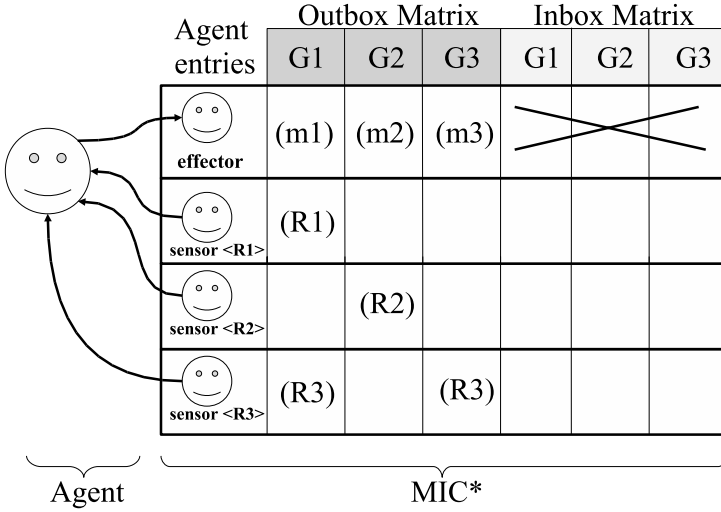 Outbox Matrix Inbox Matrix
Agent entries
G1 G2 G3 G1 G2 G3
(m1) (m2) (m3)
effector
(R1)
sensor <R1>
(R2)
sensor <R2>
(R3) (R3)
sensor <R3>
Agent MIC*